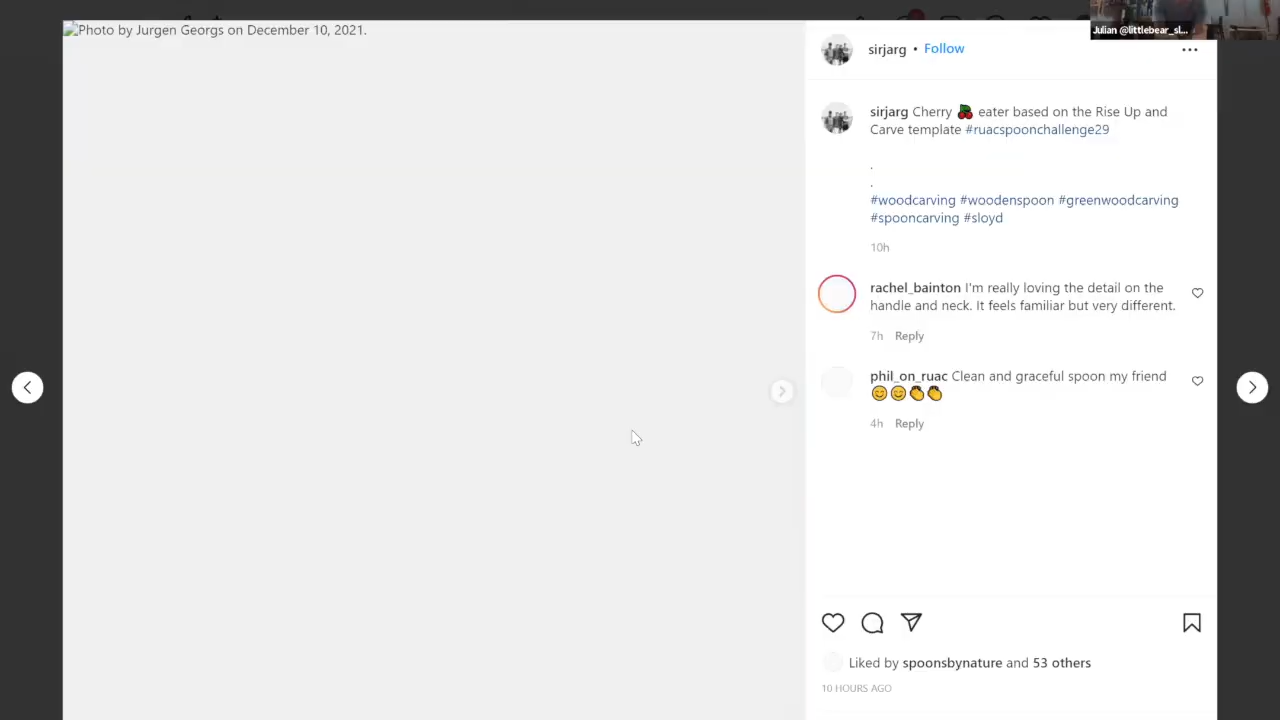 Photo by Jurgen Georgs on December 10, 2021.
Julian @littlebear_sl...
sirjarg • Follow
sirjarg Cherry 🍒 eater based on the Rise Up and
Carve template #ruacspoonchallenge29
.
.
#woodcarving #woodenspoon #greenwoodcarving
#spooncarving #sloyd
10h
rachel_bainton I'm really loving the detail on the
handle and neck. It feels familiar but very different.
7h Reply
phil_on_ruac Clean and graceful spoon my friend
😊😊👏👏
4h Reply
Liked by spoonsbynature and 53 others
10 HOURS AGO